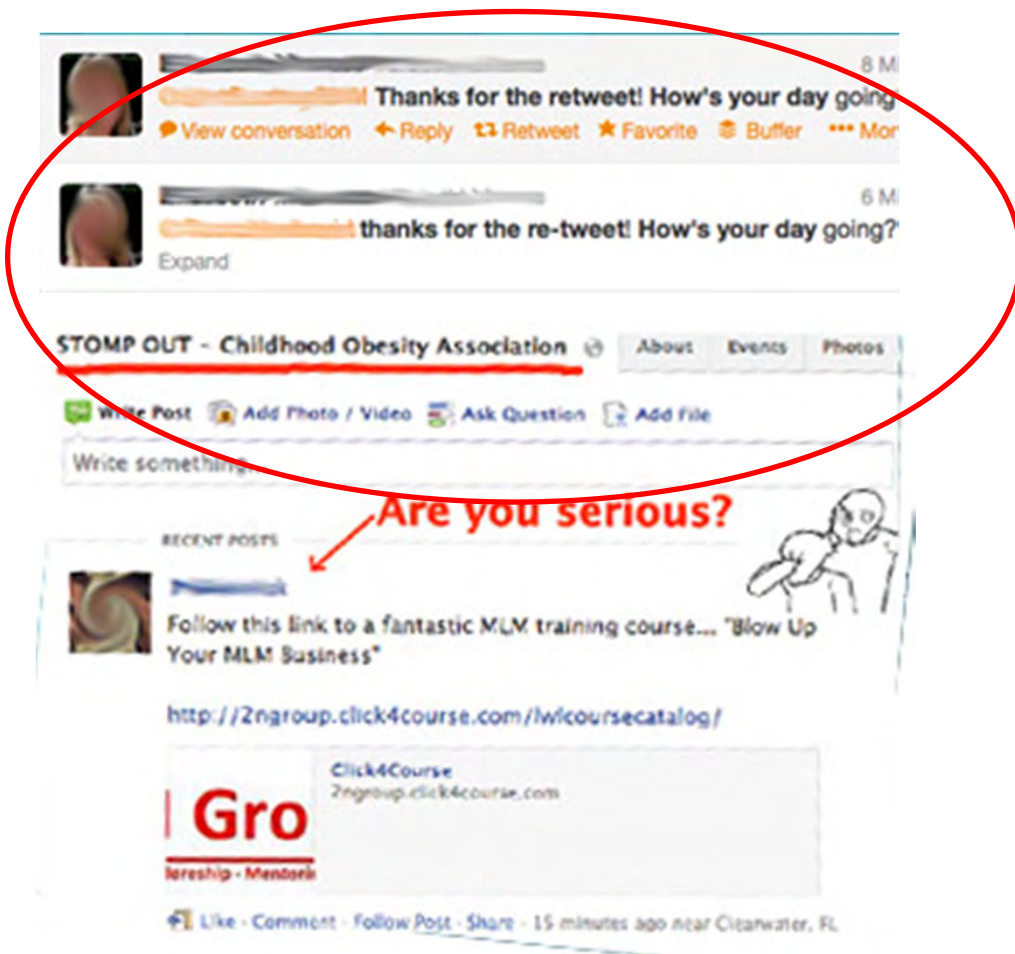 8 M
Thanks for the retweet! How's your day going
View conversation Reply Retweet Favorite Buffer ••• Mor
6 M
thanks for the re-tweet! How's your day going?
Expand
STOMP OUT - Childhood Obesity Association About Events Photos
Write Post Add Photo / Video Ask Question Add File
Write something...
Are you serious?
RECENT POSTS
Follow this link to a fantastic MLM training course... "Blow Up
Your MLM Business"
http://2ngroup.click4course.com/lwlcoursecatalog/
Click4Course
2ngroup.click4course.com
Gro
loreship - Mentorin
Like · Comment · Follow Post · Share · 15 minutes ago near Clearwater, FL